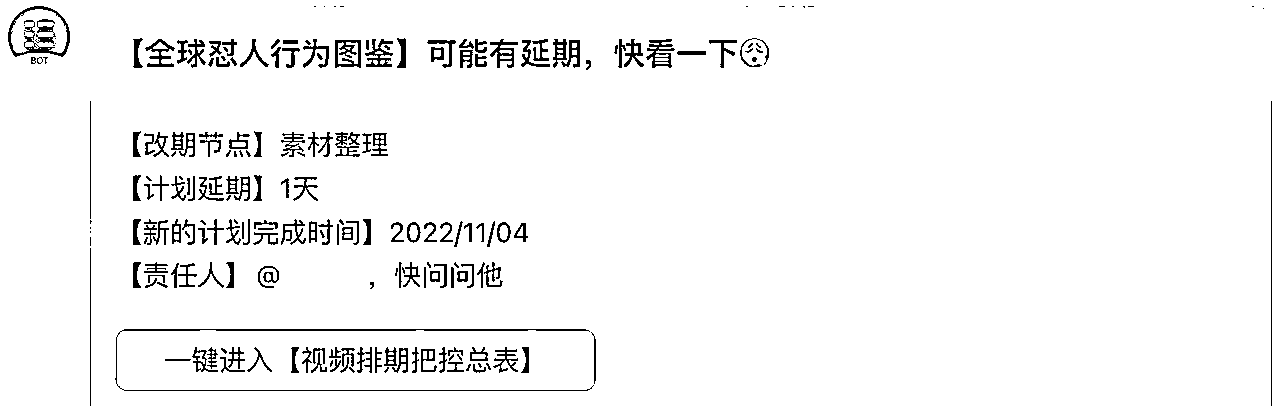 BOT
【全球怼人行为图鉴】可能有延期，快看一下😯
【改期节点】素材整理
【计划延期】1天
【新的计划完成时间】2022/11/04
【责任人】@ ，快问问他
一键进入【视频排期把控总表】